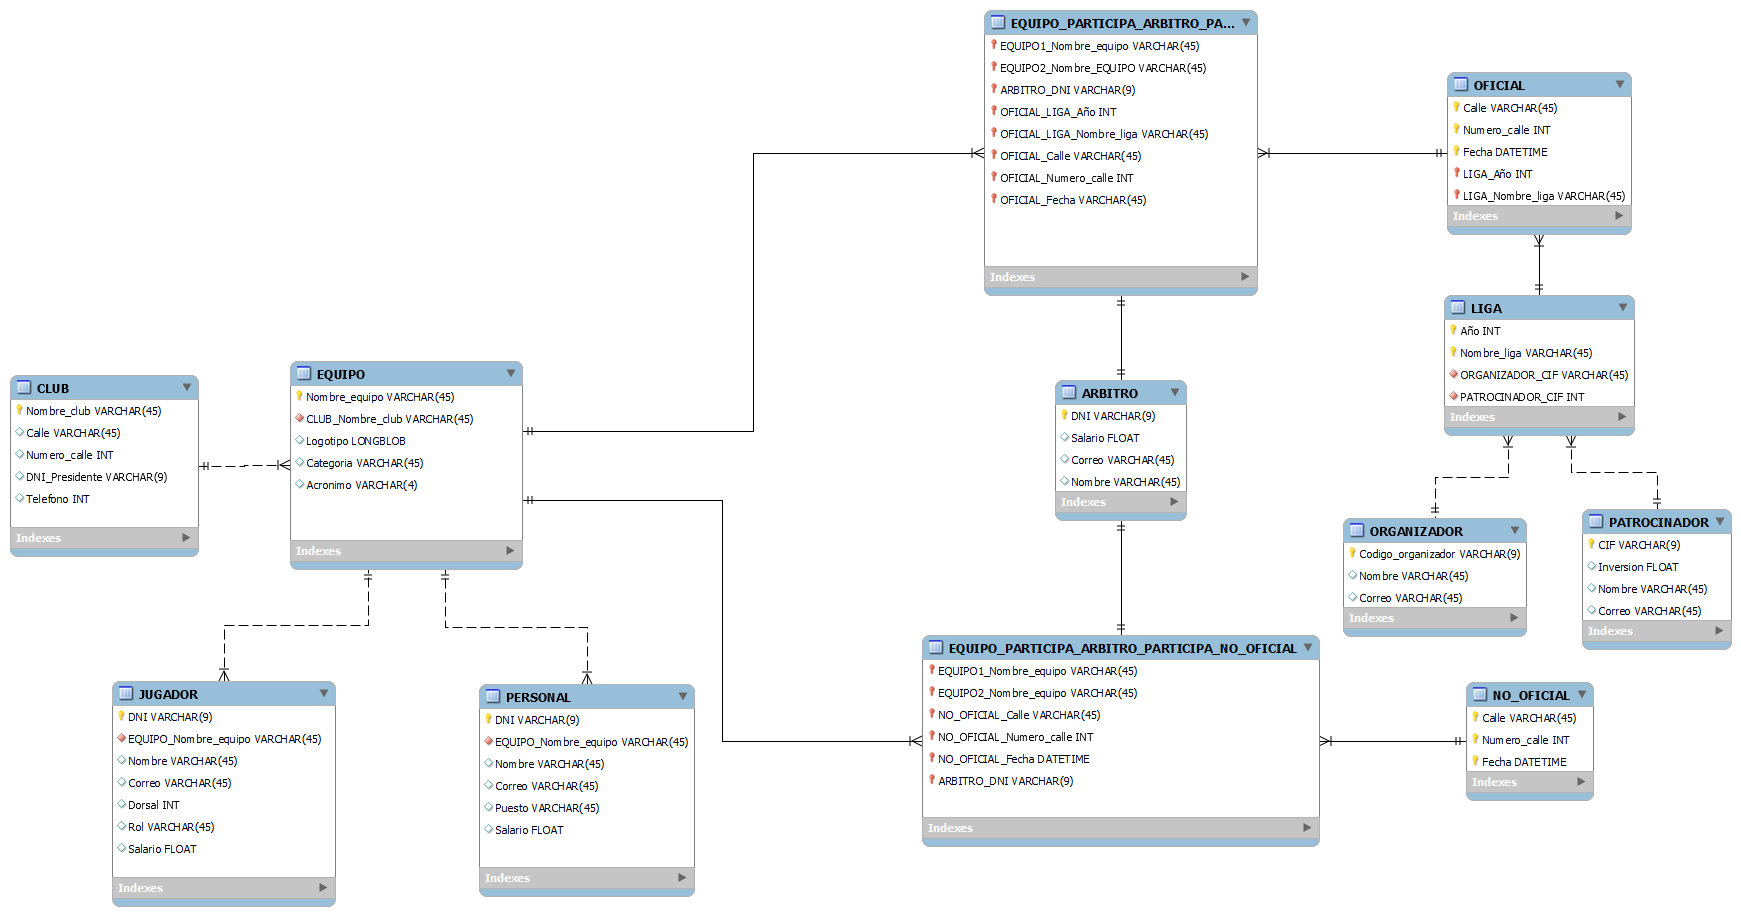 EQUIPO_PARTICIPA_ARBITRO_PA...
EQUIPO1_Nombre_equipo VARCHAR(45)
EQUIPO2_Nombre_EQUIPO VARCHAR(45)
ARBITRO_DNI VARCHAR(9)
OFICIAL_LIGA_Año INT
OFICIAL_LIGA_Nombre_liga VARCHAR(45)
OFICIAL_Calle VARCHAR(45)
OFICIAL_Numero_calle INT
OFICIAL_Fecha VARCHAR(45)
Indexes
OFICIAL
Calle VARCHAR(45)
Numero_calle INT
Fecha DATETIME
LIGA_Año INT
LIGA_Nombre_liga VARCHAR(45)
Indexes
LIGA
Año INT
Nombre_liga VARCHAR(45)
ORGANIZADOR_CIF VARCHAR(45)
PATROCINADOR_CIF INT
Indexes
CLUB
Nombre_club VARCHAR(45)
Calle VARCHAR(45)
Numero_calle INT
DNI_Presidente VARCHAR(9)
Telefono INT
Indexes
EQUIPO
Nombre_equipo VARCHAR(45)
CLUB_Nombre_club VARCHAR(45)
Logotipo LONGBLOB
Categoria VARCHAR(45)
Acronimo VARCHAR(4)
Indexes
ARBITRO
DNI VARCHAR(9)
Salario FLOAT
Correo VARCHAR(45)
Nombre VARCHAR(45)
Indexes
ORGANIZADOR
Codigo_organizador VARCHAR(9)
Nombre VARCHAR(45)
Correo VARCHAR(45)
Indexes
PATROCINADOR
CIF VARCHAR(9)
Inversion FLOAT
Nombre VARCHAR(45)
Correo VARCHAR(45)
Indexes
JUGADOR
DNI VARCHAR(9)
EQUIPO_Nombre_equipo VARCHAR(45)
Nombre VARCHAR(45)
Correo VARCHAR(45)
Dorsal INT
Rol VARCHAR(45)
Salario FLOAT
Indexes
PERSONAL
DNI VARCHAR(9)
EQUIPO_Nombre_equipo VARCHAR(45)
Nombre VARCHAR(45)
Correo VARCHAR(45)
Puesto VARCHAR(45)
Salario FLOAT
Indexes
EQUIPO_PARTICIPA_ARBITRO_PARTICIPA_NO_OFICIAL
EQUIPO1_Nombre_equipo VARCHAR(45)
EQUIPO2_Nombre_equipo VARCHAR(45)
NO_OFICIAL_Calle VARCHAR(45)
NO_OFICIAL_Numero_calle INT
NO_OFICIAL_Fecha DATETIME
ARBITRO_DNI VARCHAR(9)
Indexes
NO_OFICIAL
Calle VARCHAR(45)
Numero_calle INT
Fecha DATETIME
Indexes